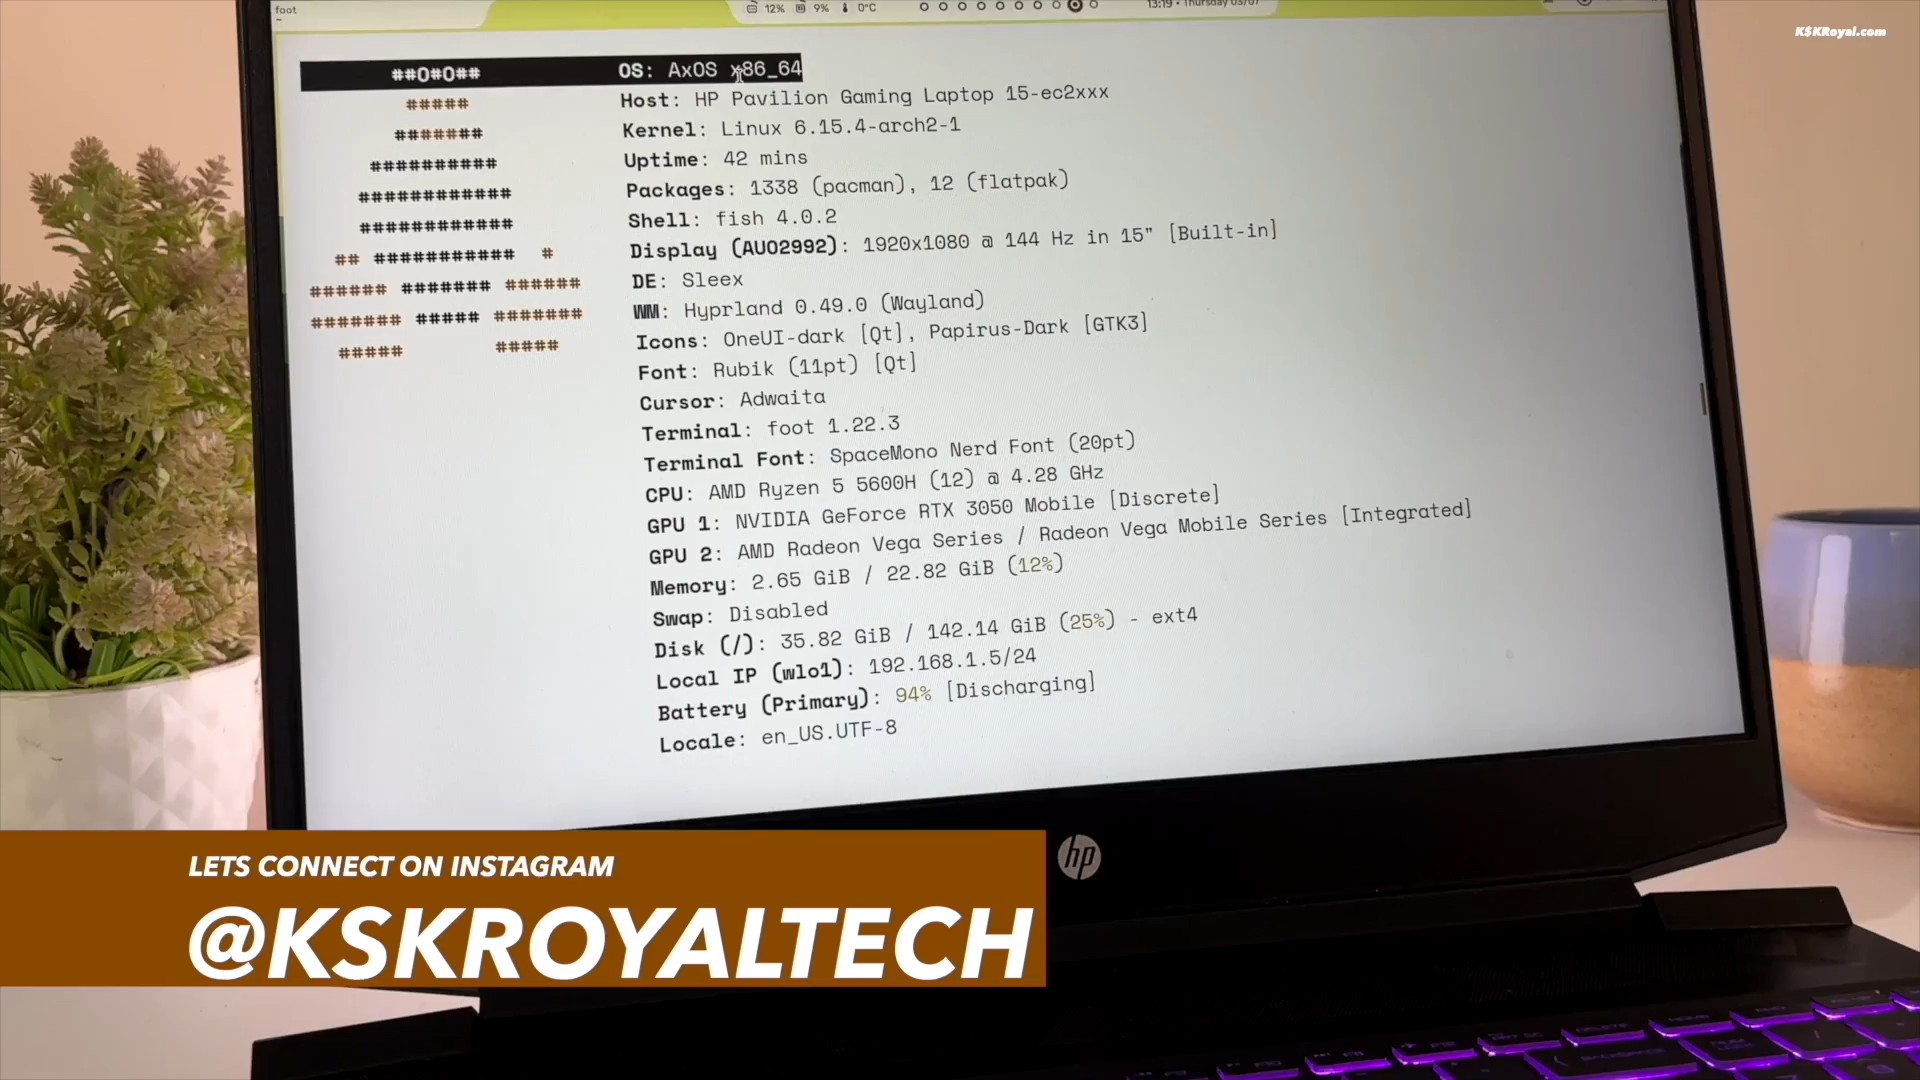 foot
~
12% 9% 0°C
13:19 • Thursday 03/07
K$KRoyal.com
##O#O## OS: AxOS x86_64
##### Host: HP Pavilion Gaming Laptop 15-ec2xxx
####### Kernel: Linux 6.15.4-arch2-1
########## Uptime: 42 mins
############ Packages: 1338 (pacman), 12 (flatpak)
############ Shell: fish 4.0.2
## ########### # Display (AUO2992): 1920x1080 @ 144 Hz in 15" [Built-in]
###### ####### ###### DE: Sleex
####### ##### ####### WM: Hyprland 0.49.0 (Wayland)
##### ##### Icons: OneUI-dark [Qt], Papirus-Dark [GTK3]
Font: Rubik (11pt) [Qt]
Cursor: Adwaita
Terminal: foot 1.22.3
Terminal Font: SpaceMono Nerd Font (20pt)
CPU: AMD Ryzen 5 5600H (12) @ 4.28 GHz
GPU 1: NVIDIA GeForce RTX 3050 Mobile [Discrete]
GPU 2: AMD Radeon Vega Series / Radeon Vega Mobile Series [Integrated]
Memory: 2.65 GiB / 22.82 GiB (12%)
Swap: Disabled
Disk (/): 35.82 GiB / 142.14 GiB (25%) - ext4
Local IP (wlo1): 192.168.1.5/24
Battery (Primary): 94% [Discharging]
Locale: en_US.UTF-8
hp
LETS CONNECT ON INSTAGRAM
@KSKROYALTECH